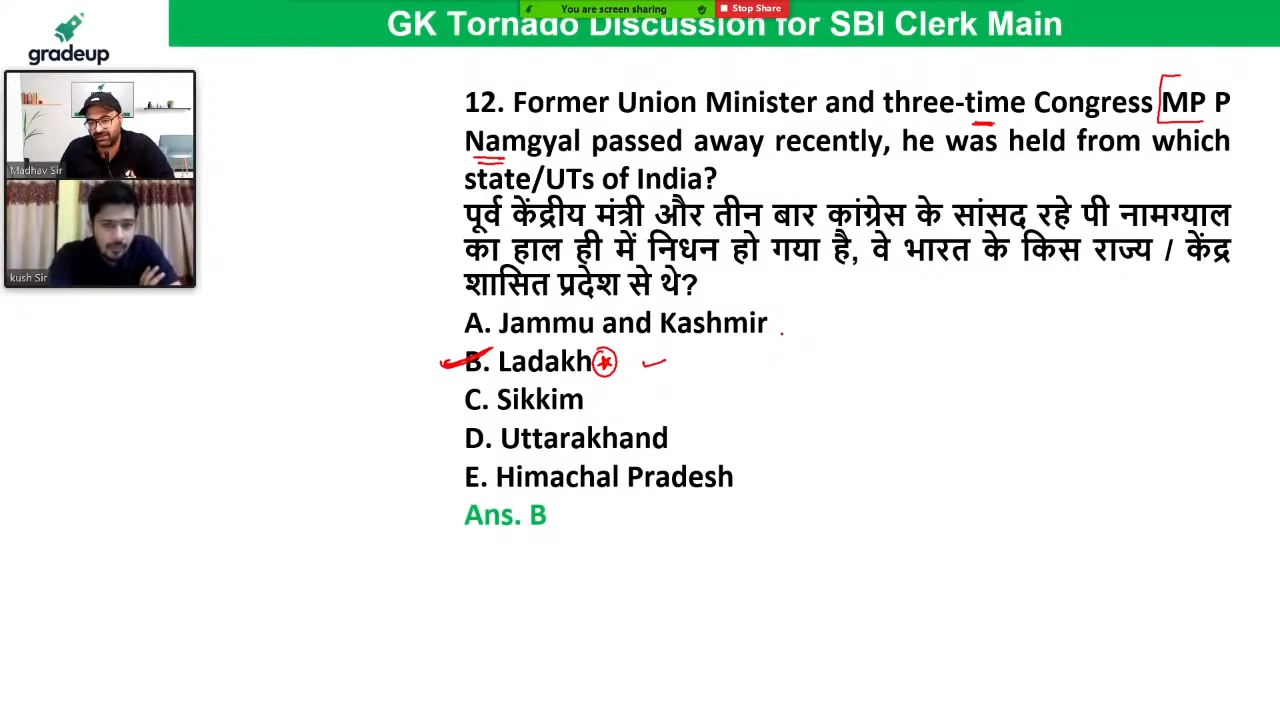 You are screen sharing
Stop Share
GK Tornado Discussion for SBI Clerk Main
gradeup
Madhav Sir
kush Sir
12. Former Union Minister and three-time Congress MP P
Namgyal passed away recently, he was held from which
state/UTs of India?
पूर्व केंद्रीय मंत्री और तीन बार कांग्रेस के सांसद रहे पी नामग्याल
का हाल ही में निधन हो गया है, वे भारत के किस राज्य / केंद्र
शासित प्रदेश से थे?
A. Jammu and Kashmir
B. Ladakh
C. Sikkim
D. Uttarakhand
E. Himachal Pradesh
Ans. B